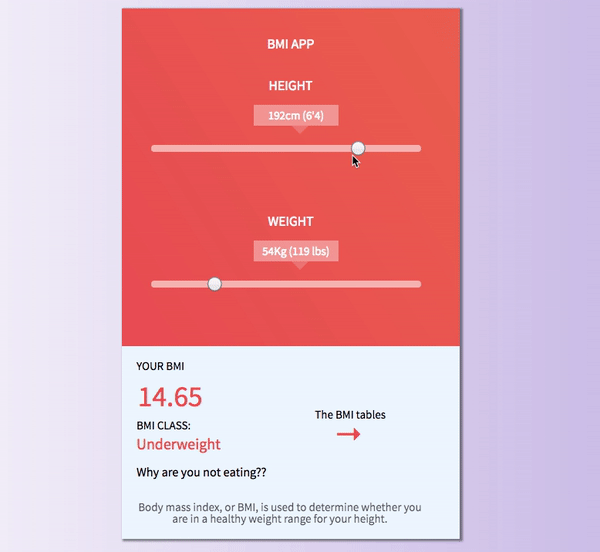 BMI APP
HEIGHT
192cm (6'4)
WEIGHT
54Kg (119 lbs)
YOUR BMI
14.65
BMI CLASS:
Underweight
The BMI tables
Why are you not eating??
Body mass index, or BMI, is used to determine whether you
are in a healthy weight range for your height.